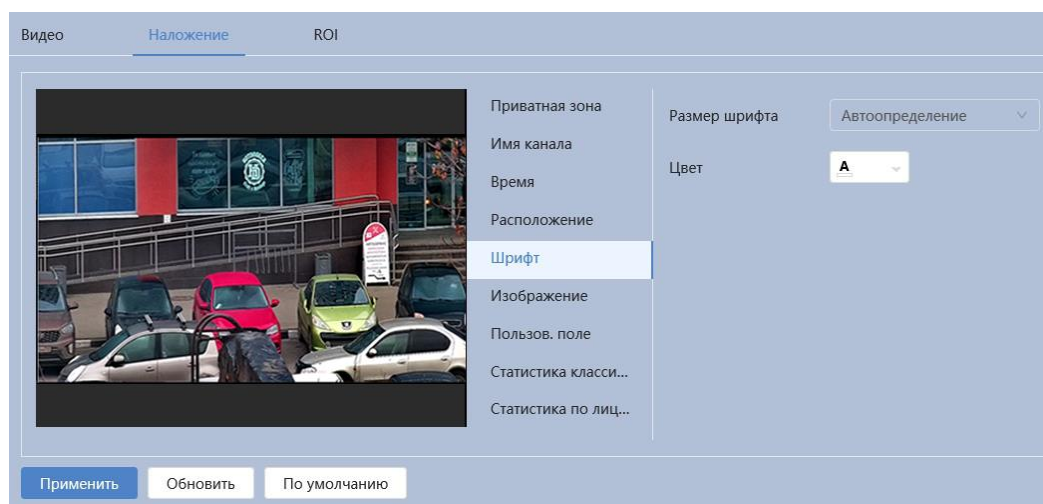 Видео Наложение ROI
Приватная зона
Имя канала
Время
Расположение
Шрифт
Изображение
Пользов. поле
Статистика класси...
Статистика по лиц...
Размер шрифта Автоопределение
Цвет A
Применить Обновить По умолчанию